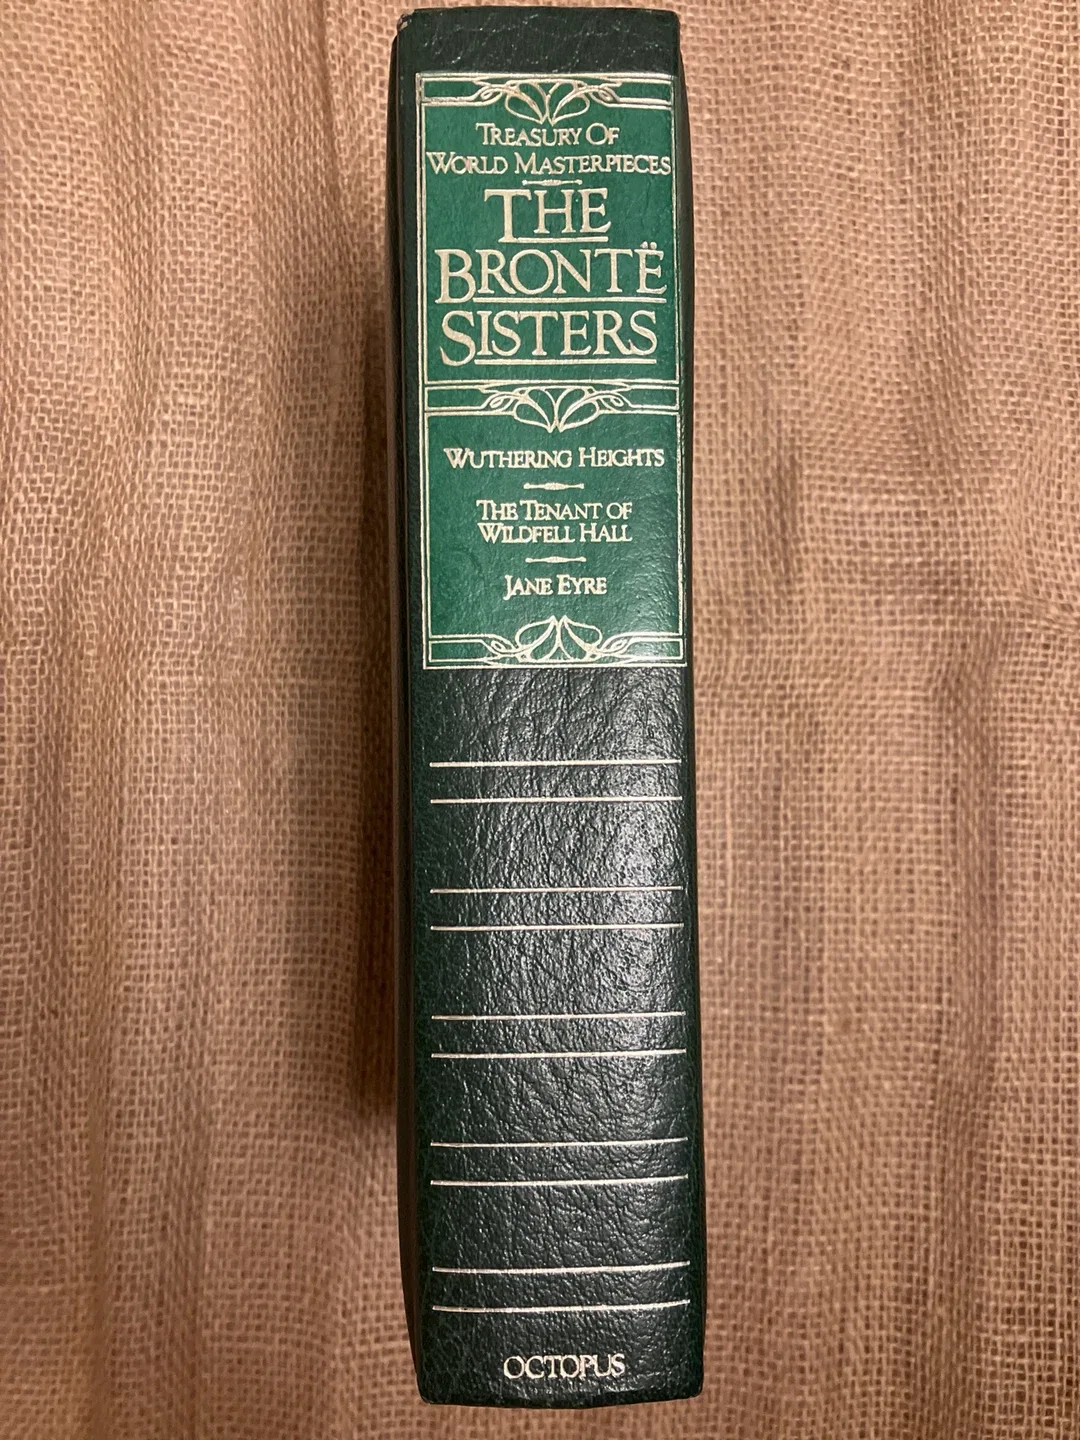 TREASURY OF
WORLD MASTERPIECES
THE
BRONTË
SISTERS
WUTHERING HEIGHTS
THE TENANT OF
WILDFELL HALL
JANE EYRE
OCTOPUS